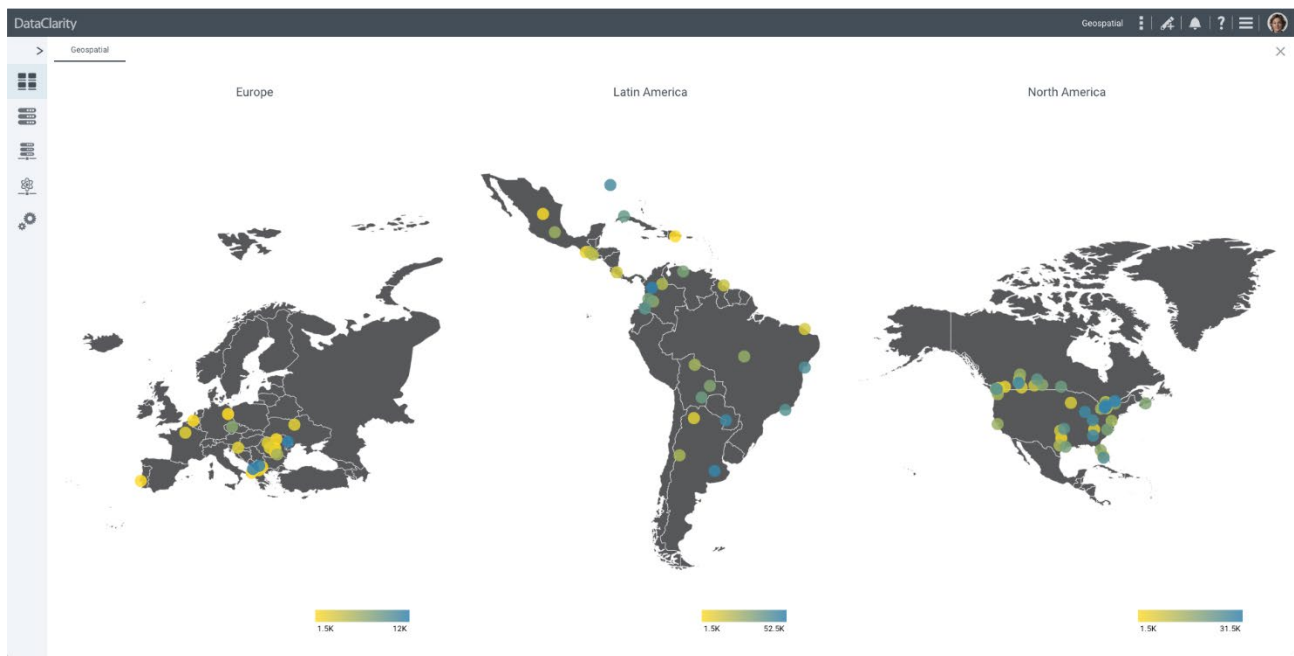 DataClarity
Geospatial
?
>
Geospatial
Europe
Latin America
North America
1.5K
12K
1.5K
52.5K
1.5K
31.5K